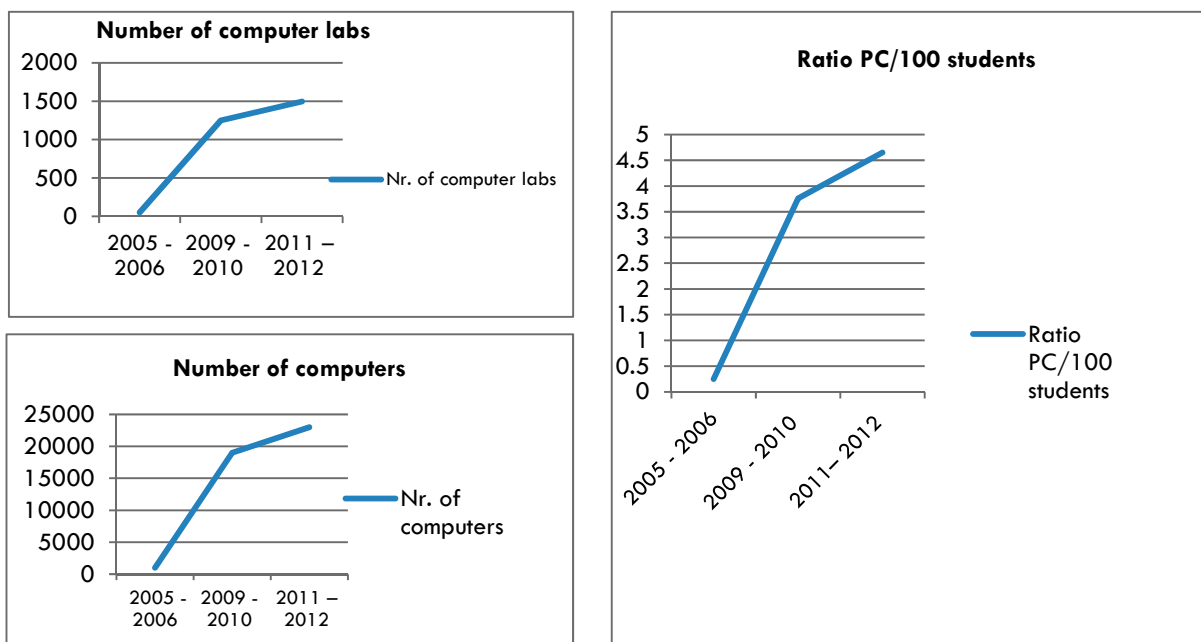 Number of computer labs
2000
1500
1000
500
0
2005 - 2009 - 2011 –
2006 2010 2012
Nr. of computer labs
Number of computers
25000
20000
15000
10000
5000
0
2005 - 2009 - 2011 –
2006 2010 2012
Nr. of
computers
Ratio PC/100 students
5
4.5
4
3.5
3
2.5
2
1.5
1
0.5
0
2005 - 2006
2009 - 2010
2011– 2012
Ratio
PC/100
students